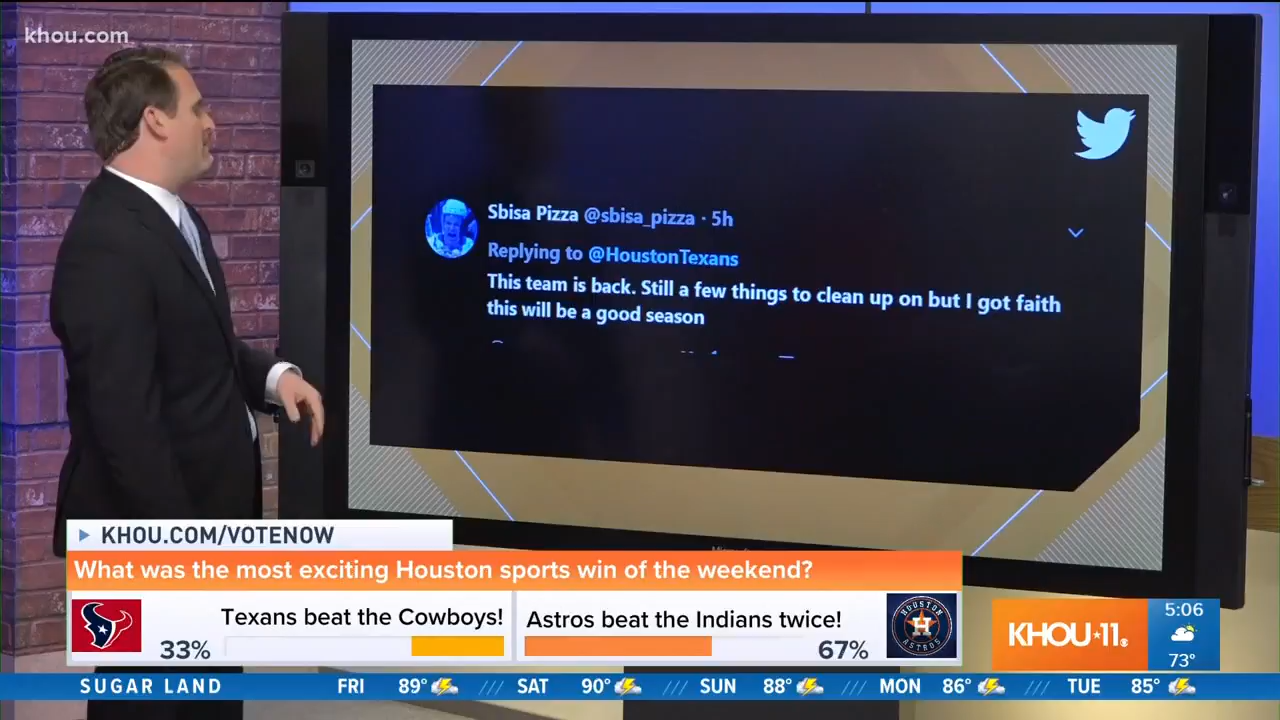 khou.com
Sbisa Pizza @sbisa_pizza · 5h
Replying to @HoustonTexans
This team is back. Still a few things to clean up on but I got faith
this will be a good season
KHOU.COM/VOTENOW
What was the most exciting Houston sports win of the weekend?
Texans beat the Cowboys!
33%
Astros beat the Indians twice!
67%
HOUSTON
ASTROS
KHOU★11
5:06
73°
SUGAR LAND FRI 89° /// SAT 90° /// SUN 88° /// MON 86° /// TUE 85°